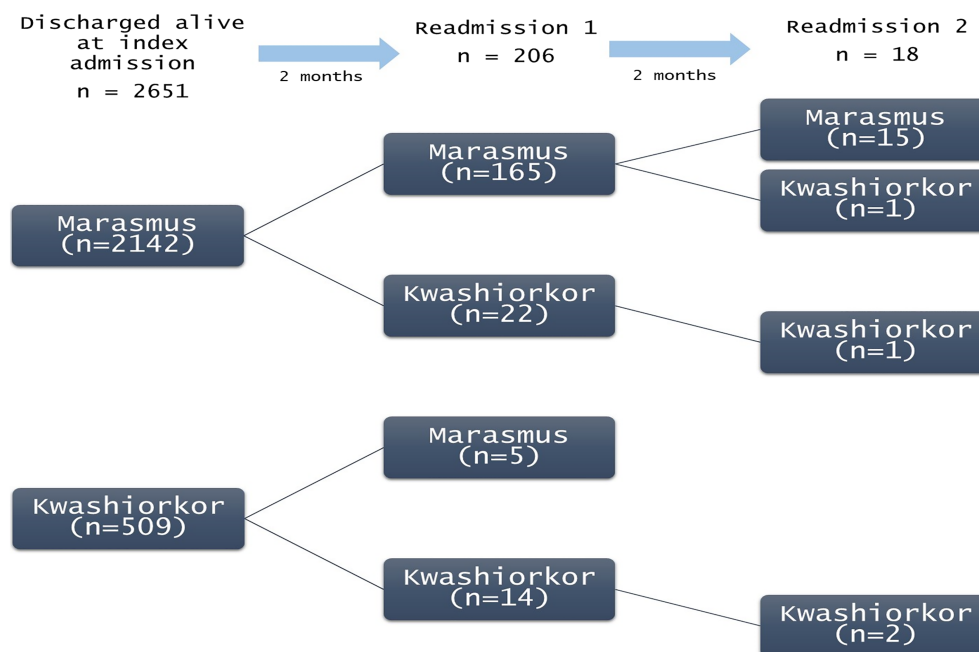 Discharged alive
at index
admission
n = 2651
2 months
Readmission 1
n = 206
2 months
Readmission 2
n = 18
Marasmus
(n=2142)
Marasmus
(n=165)
Marasmus
(n=15)
Kwashiorkor
(n=1)
Kwashiorkor
(n=22)
Kwashiorkor
(n=1)
Kwashiorkor
(n=509)
Marasmus
(n=5)
Kwashiorkor
(n=14)
Kwashiorkor
(n=2)